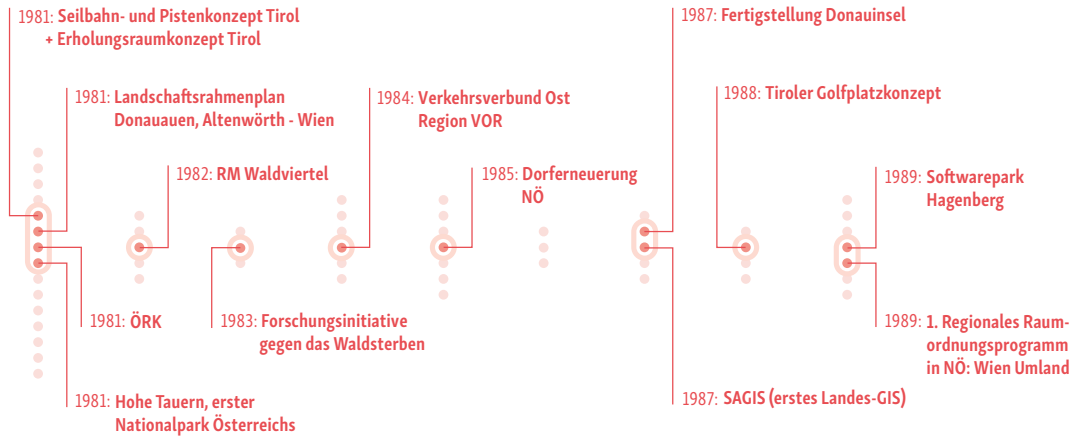 1981: Seilbahn- und Pistenkonzept Tirol
+ Erholungsraumkonzept Tirol
1981: Landschaftsrahmenplan
Donauauen, Altenwörth - Wien
1981: ÖRK
1981: Hohe Tauern, erster
Nationalpark Österreichs
1982: RM Waldviertel
1983: Forschungsinitiative
gegen das Waldsterben
1984: Verkehrsverbund Ost
Region VOR
1985: Dorferneuerung
NÖ
1987: Fertigstellung Donauinsel
1987: SAGIS (erstes Landes-GIS)
1988: Tiroler Golfplatzkonzept
1989: Softwarepark
Hagenberg
1989: 1. Regionales Raum-
ordnungsprogramm
in NÖ: Wien Umland